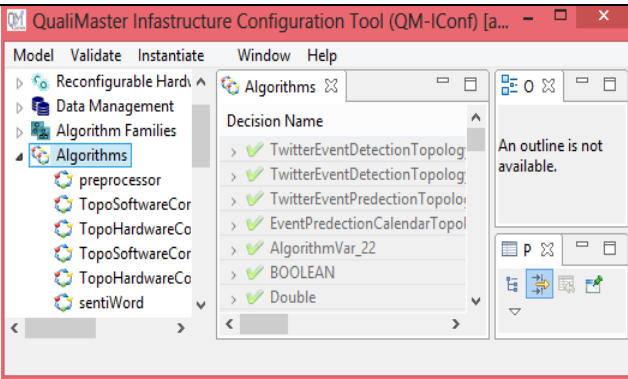 QM QualiMaster Infastructure Configuration Tool (QM-IConf) [a...
Model Validate Instantiate Window Help
Reconfigurable Hardw
Data Management
Algorithm Families
Algorithms
preprocessor
TopoSoftwareCor
TopoHardwareCo
TopoSoftwareCor
TopoHardwareCo
sentiWord
Algorithms
Decision Name
TwitterEventDetectionTopology
TwitterEventDetectionTopolog
TwitterEventPredectionTopolo
EventPredectionCalendarTopol
AlgorithmVar_22
BOOLEAN
Double
O
An outline is not
available.
P